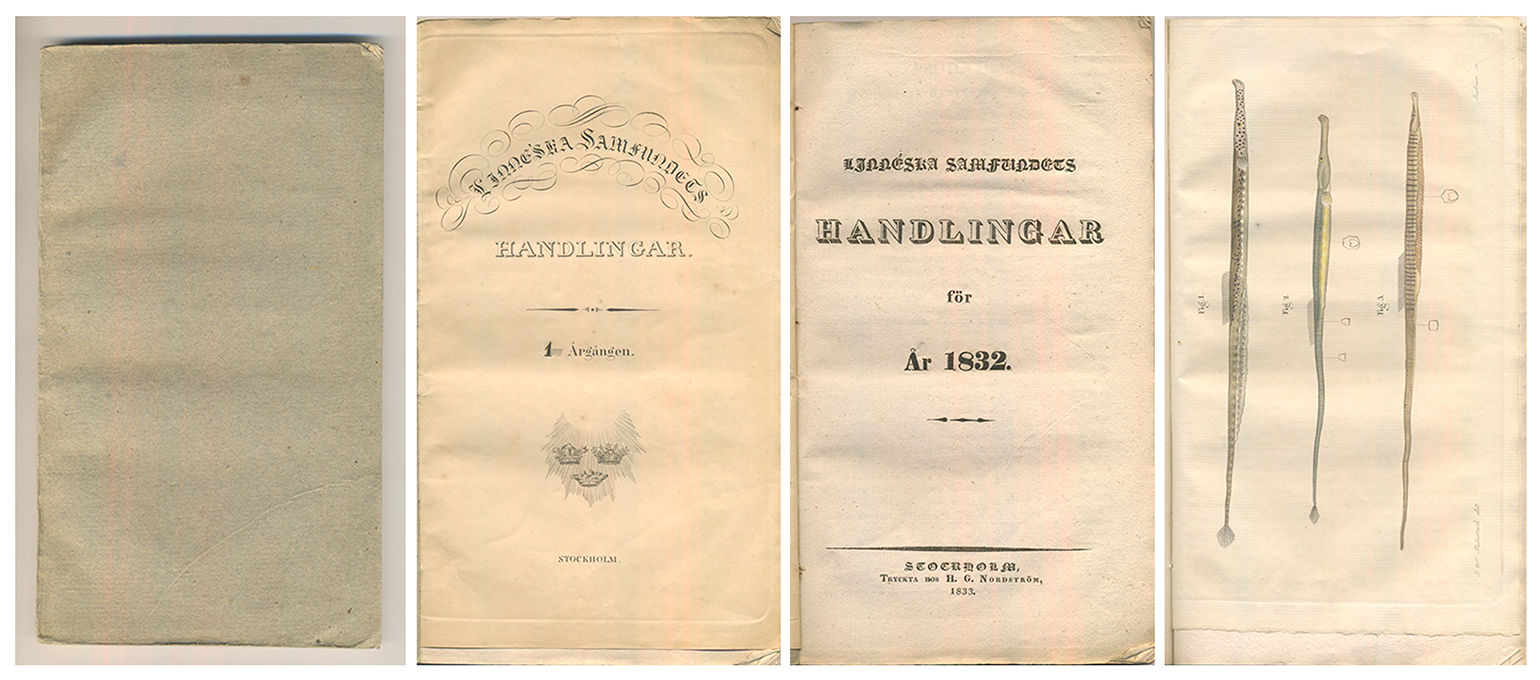 LINNÉSKA SAMFUNDETS
HANDLINGAR.
1 Årgången.
STOCKHOLM.
LINNÉSKA SAMFUNDETS
HANDLINGAR
för
År 1832.
STOCKHOLM,
TRYCKTA HOS H. G. NORDSTRÖM,
1833.
Fig. 1.
Fig. 2.
Fig. 3.